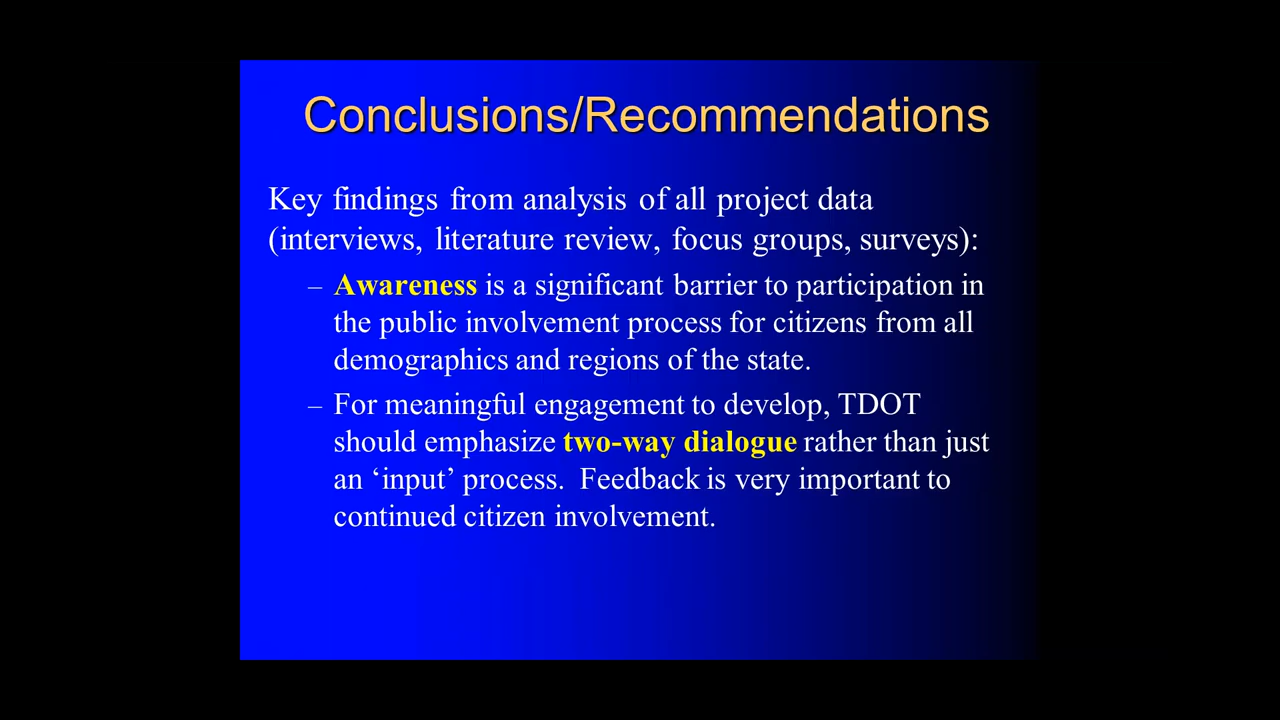 Conclusions/Recommendations
Key findings from analysis of all project data
(interviews, literature review, focus groups, surveys):
– Awareness is a significant barrier to participation in
the public involvement process for citizens from all
demographics and regions of the state.
– For meaningful engagement to develop, TDOT
should emphasize two-way dialogue rather than just
an ‘input’ process.  Feedback is very important to
continued citizen involvement.